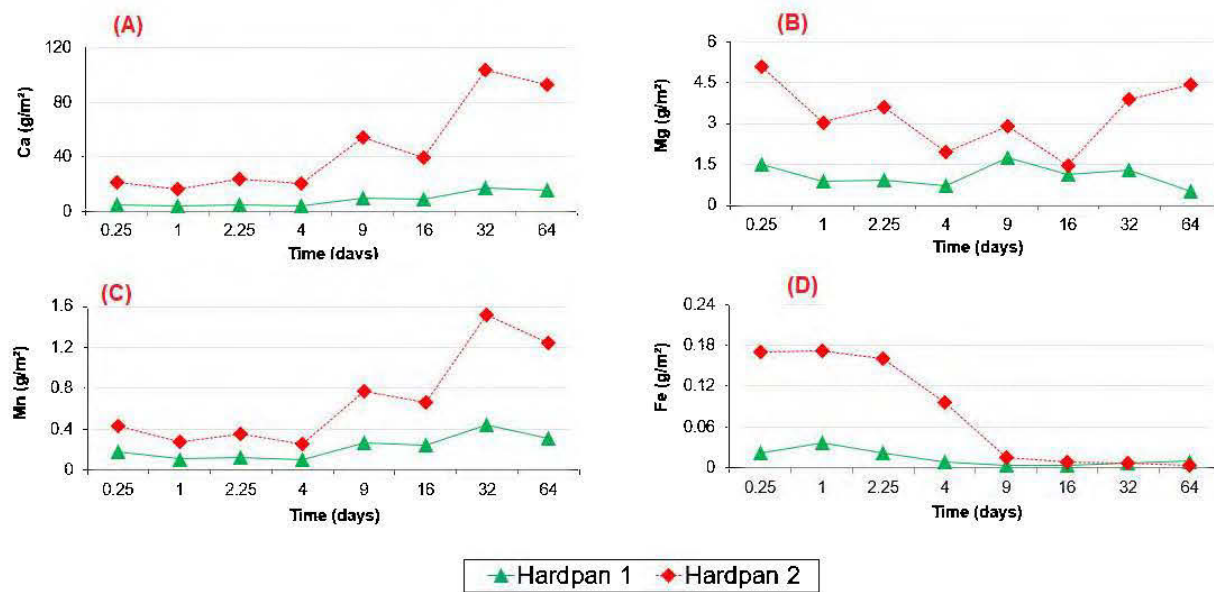 (A)
Ca (g/m²)
120
80
40
0
0.25 1 2.25 4 9 16 32 64
Time (days)
(B)
Mg (g/m²)
6
4.5
3
1.5
0
0.25 1 2.25 4 9 16 32 64
Time (days)
(C)
Mn (g/m²)
1.6
1.2
0.8
0.4
0
0.25 1 2.25 4 9 16 32 64
Time (days)
(D)
Fe (g/m²)
0.24
0.18
0.12
0.06
0
0.25 1 2.25 4 9 16 32 64
Time (days)
Hardpan 1 Hardpan 2